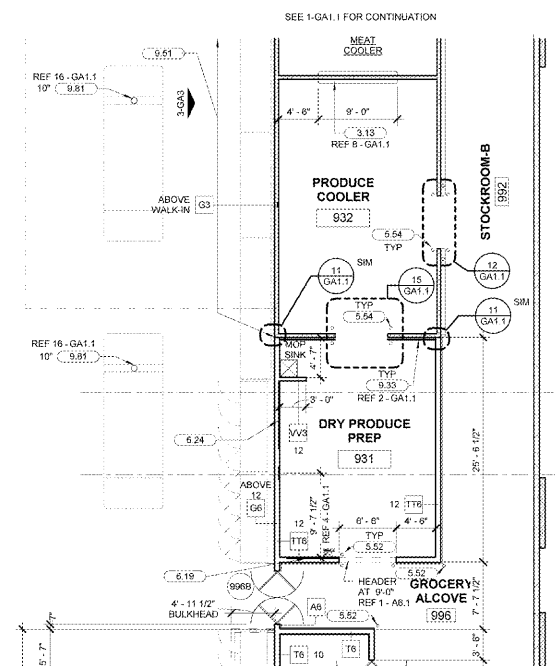 SEE 1-GA1.1 FOR CONTINUATION
MEAT
COOLER
9.51
REF 16 - GA1.1
10" 9.81
3-GA3
4' - 6"
9' - 0"
3.13
REF 8 - GA1.1
PRODUCE
COOLER
932
STOCKROOM-B
992
ABOVE
WALK-IN
G3
5.54
TYP
11
GA1.1
SIM
15
GA1.1
12
GA1.1
TYP
5.54
11
GA1.1
SIM
REF 16 - GA1.1
10" 9.81
MOP
SINK
4' - 7"
TYP
9.33
REF 2 - GA1.1
3' - 0"
6.24
VV3
12
DRY PRODUCE
PREP
931
25' - 6 1/2"
ABOVE
12
G6
9' - 7 1/2"
REF 4 - GA1.1
12
TT6
12
TT6
6' - 6"
4' - 6"
TYP
5.52
5.52
6.19
996B
HEADER
AT 9'-0"
REF 1 - A8.1
GROCERY
ALCOVE
996
7' - 7 1/2"
4' - 11 1/2"
BULKHEAD
A6
5.52
5' - 7"
T6
10
T6
3' - 6"